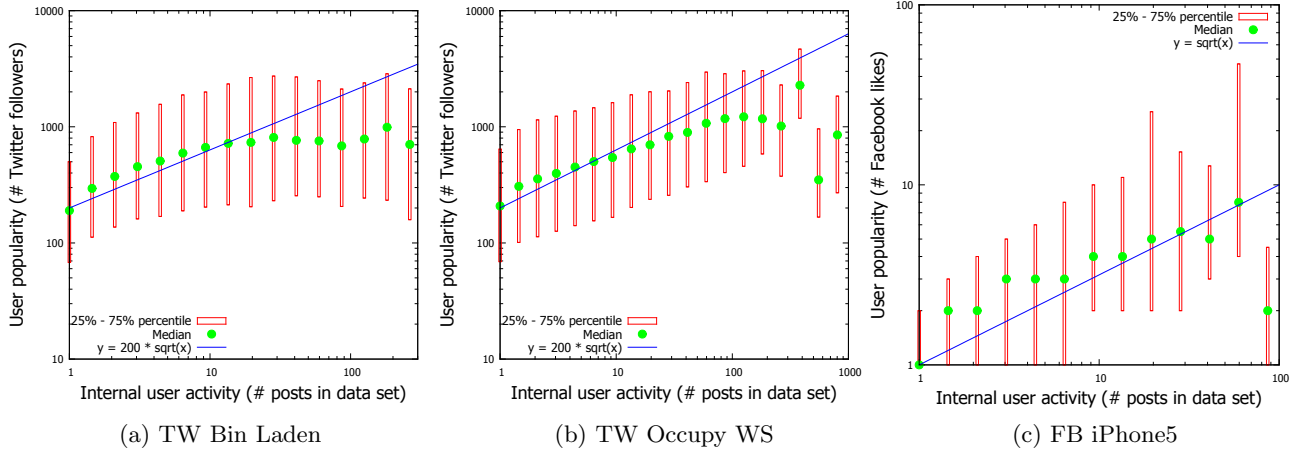 User popularity (# Twitter followers)
10000
1000
100
10
25% - 75% percentile
Median
y = 200 * sqrt(x)
1
10
100
Internal user activity (# posts in data set)
(a) TW Bin Laden
User popularity (# Twitter followers)
10000
1000
100
10
25% - 75% percentile
Median
y = 200 * sqrt(x)
1
10
100
1000
Internal user activity (# posts in data set)
(b) TW Occupy WS
User popularity (# Facebook likes)
100
10
1
25% - 75% percentile
Median
y = sqrt(x)
1
10
100
Internal user activity (# posts in data set)
(c) FB iPhone5